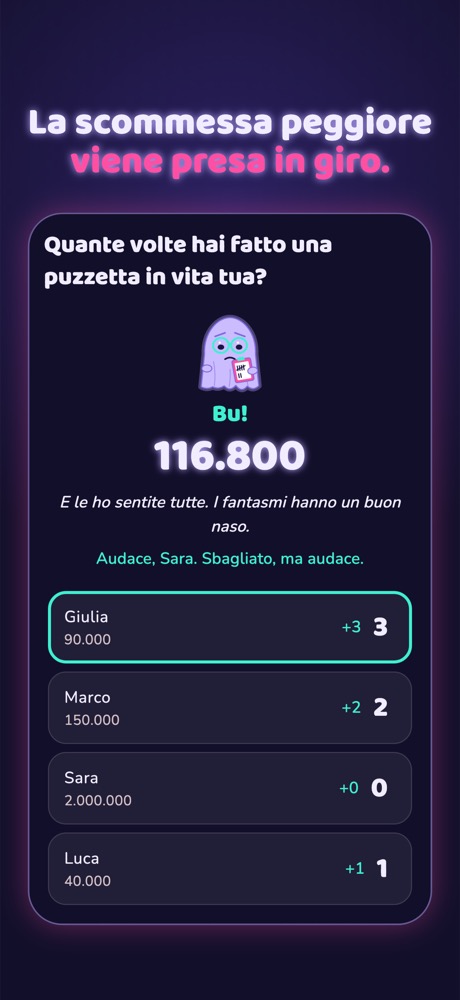 La scommessa peggiore
viene presa in giro.
Quante volte hai fatto una
puzzetta in vita tua?
Bu!
116.800
E le ho sentite tutte. I fantasmi hanno un buon
naso.
Audace, Sara. Sbagliato, ma audace.
Giulia
90.000
+3 3
Marco
150.000
+2 2
Sara
2.000.000
+0 0
Luca
40.000
+1 1